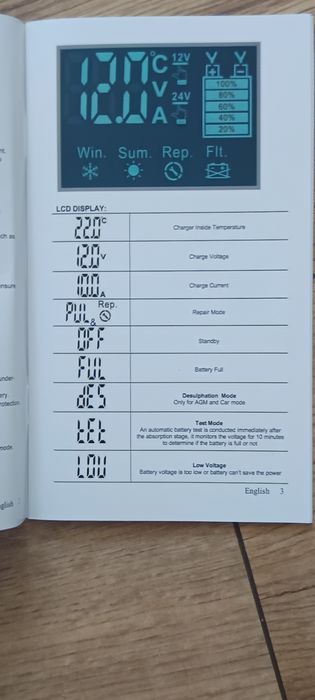 12.0 °C 12V
V 24V
A
100%
80%
60%
40%
20%
Win. Sum. Rep. Flt.
LCD DISPLAY:
22.0°C Charger Inside Temperature
12.0V Charge Voltage
10.0A Charge Current
PUL & Rep. Repair Mode
OFF Standby
FUL Battery Full
dES Desulphation Mode
Only for AGM and Car mode
tEt Test Mode
An automatic battery test is conducted immediately after
the absorption stage, it monitors the voltage for 10 minutes
to determine if the battery is full or not
LOV Low Voltage
Battery voltage is too low or battery can't save the power
English 3